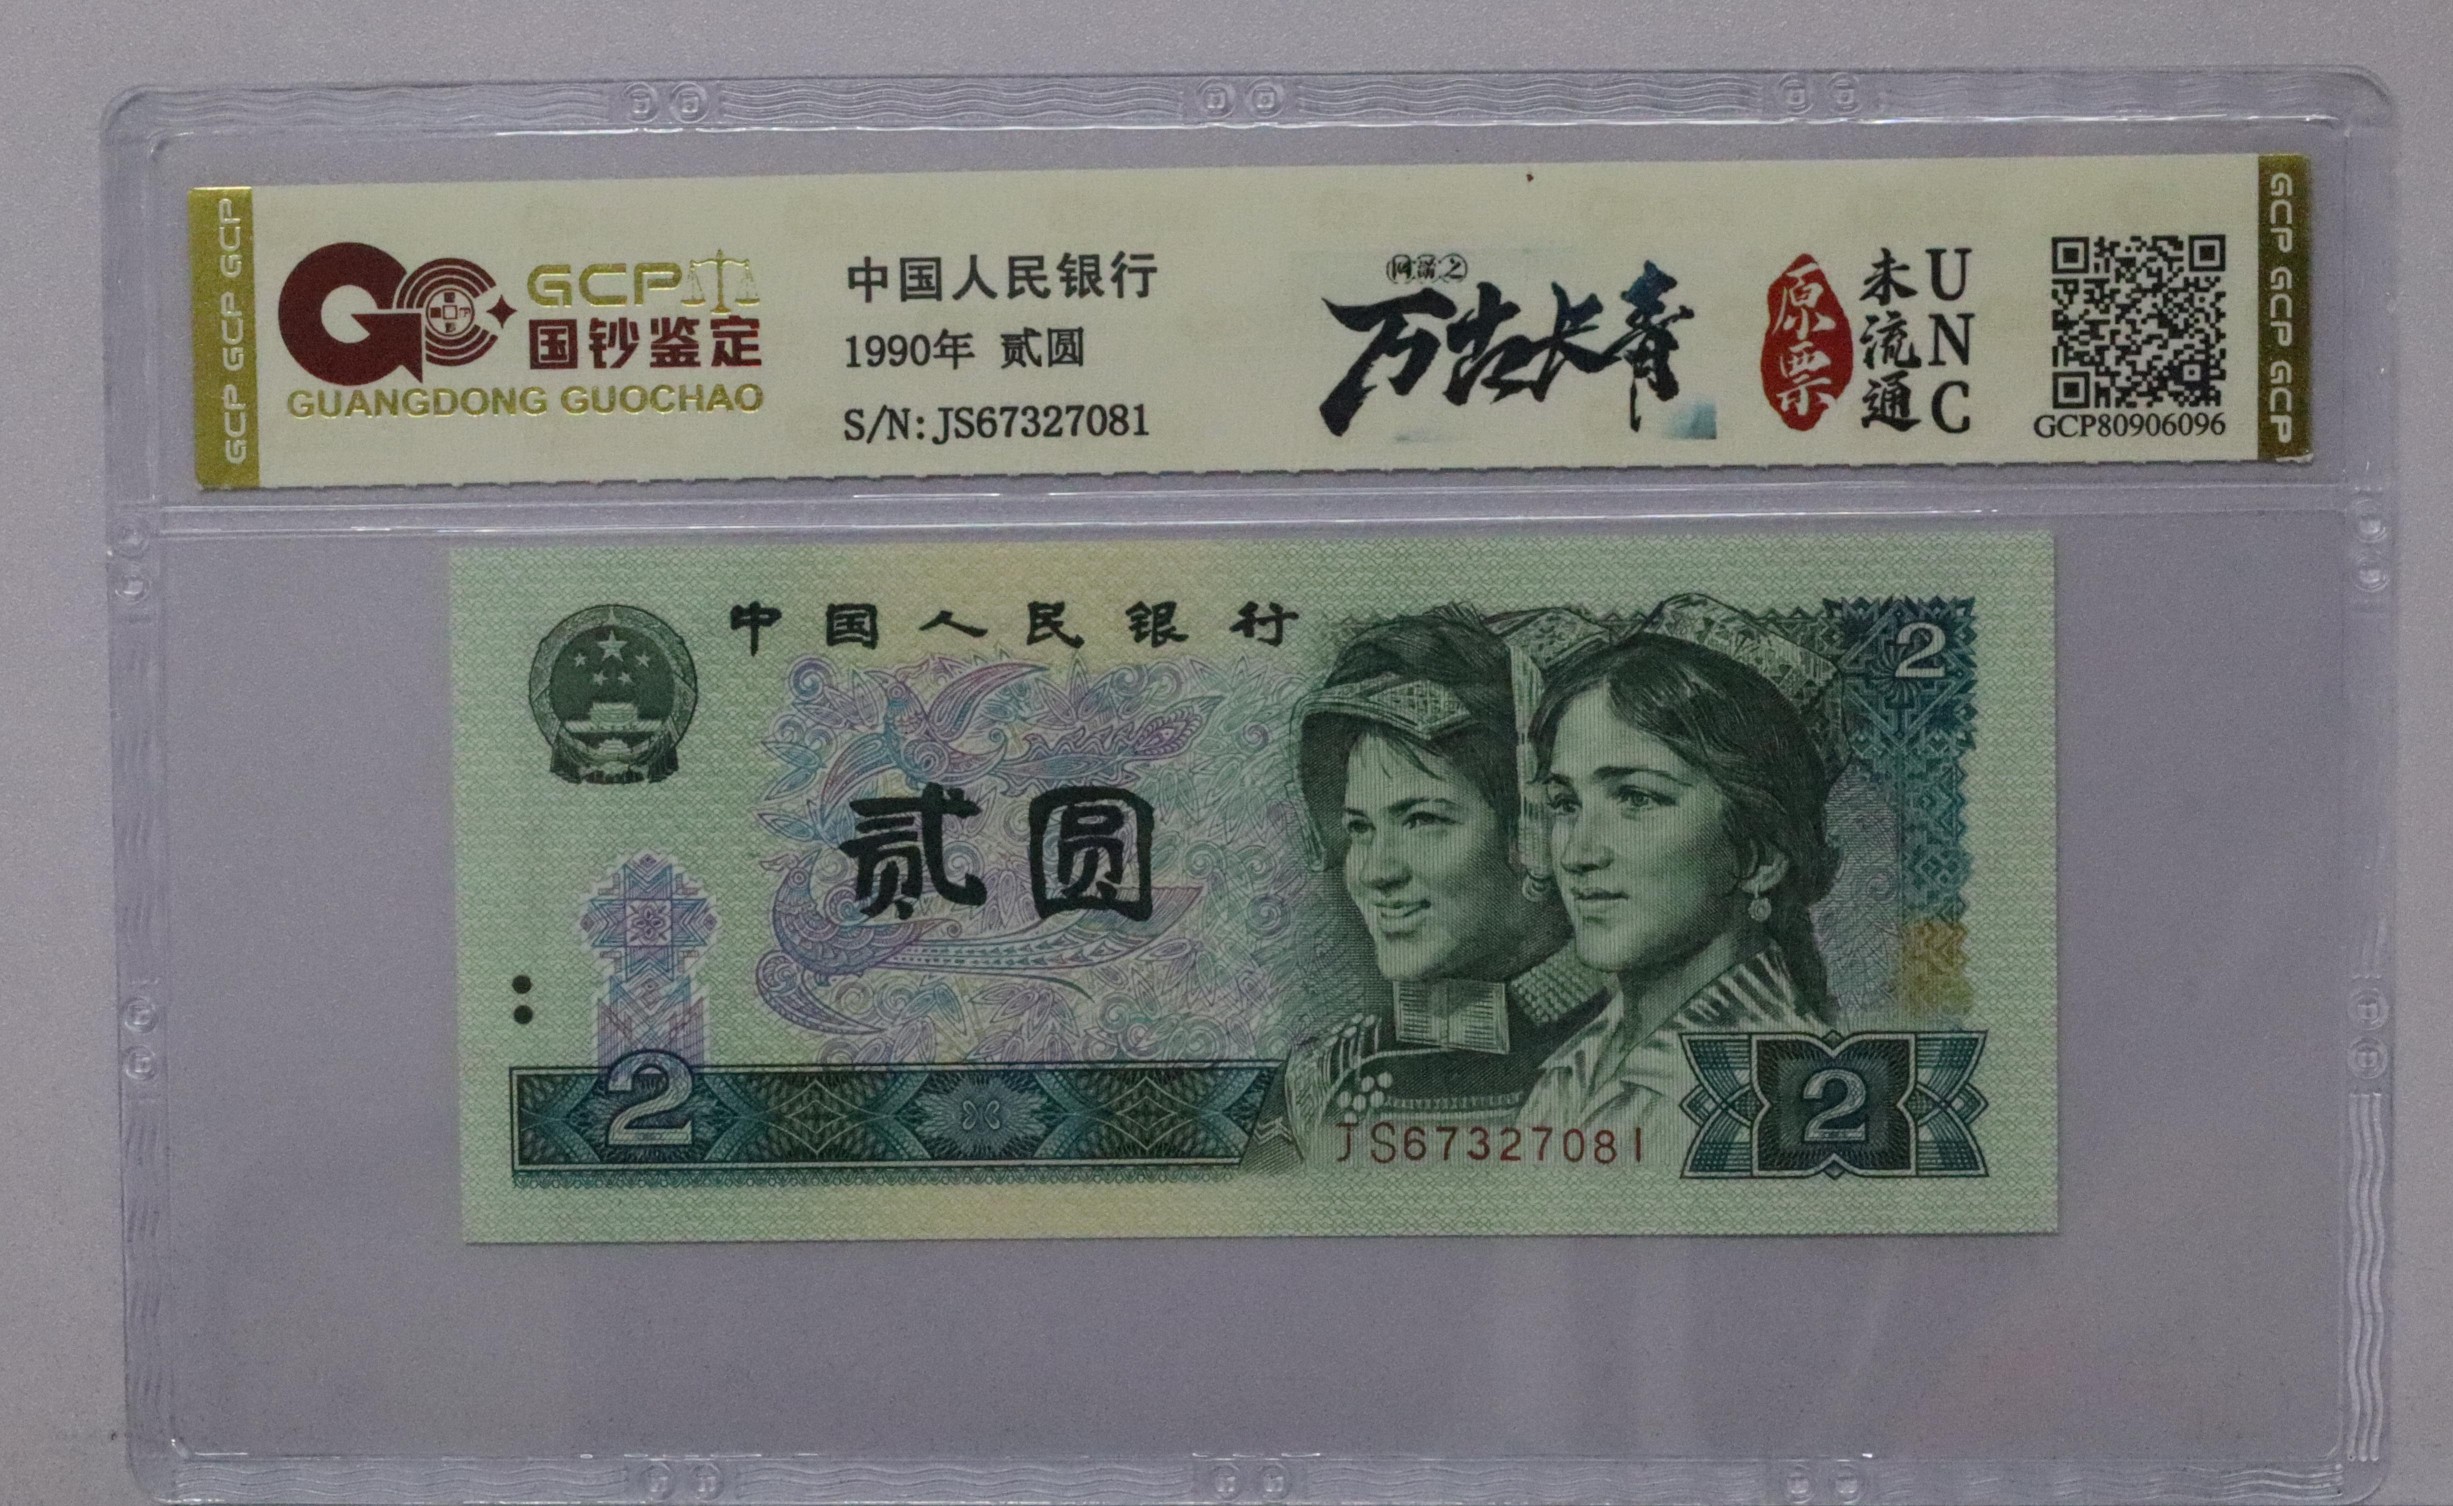 GCP GCP GCP
GCP
国钞鉴定
GUANGDONG GUOCHAO
中国人民银行
1990年 贰圆
S/N:JS67327081
万古长青
原票
未流通
UNC
GCP80906096
GCP GCP GCP
中国人民银行
2
贰圆
2
JS67327081
2